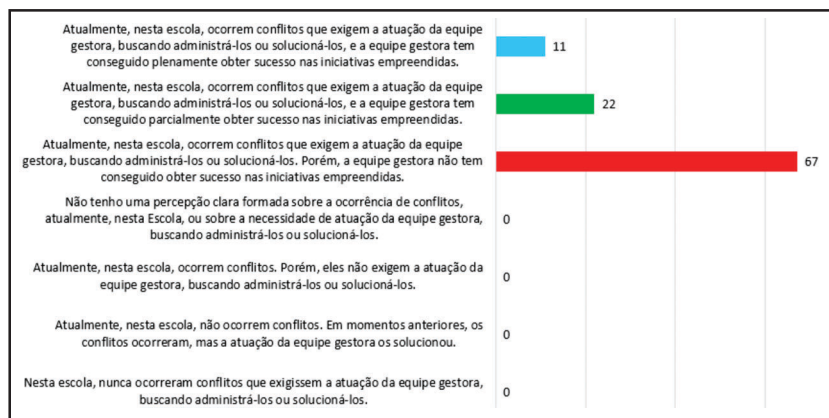 Atualmente, nesta escola, ocorrem conflitos que exigem a atuação da equipe
gestora, buscando administrá-los ou solucioná-los, e a equipe gestora tem
conseguido plenamente obter sucesso nas iniciativas empreendidas.
11
Atualmente, nesta escola, ocorrem conflitos que exigem a atuação da equipe
gestora, buscando administrá-los ou solucioná-los, e a equipe gestora tem
conseguido parcialmente obter sucesso nas iniciativas empreendidas.
22
Atualmente, nesta escola, ocorrem conflitos que exigem a atuação da equipe
gestora, buscando administrá-los ou solucioná-los. Porém, a equipe gestora não tem
conseguido obter sucesso nas iniciativas empreendidas.
67
Não tenho uma percepção clara formada sobre a ocorrência de conflitos,
atualmente, nesta Escola, ou sobre a necessidade de atuação da equipe gestora,
buscando administrá-los ou solucioná-los.
0
Atualmente, nesta escola, ocorrem conflitos. Porém, eles não exigem a atuação da
equipe gestora, buscando administrá-los ou solucioná-los.
0
Atualmente, nesta escola, não ocorrem conflitos. Em momentos anteriores, os
conflitos ocorreram, mas a atuação da equipe gestora os solucionou.
0
Nesta escola, nunca ocorreram conflitos que exigissem a atuação da equipe gestora,
buscando administrá-los ou solucioná-los.
0